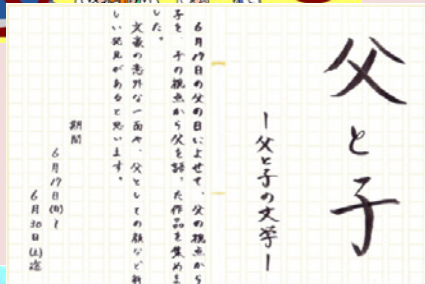 父と子
ー父と子の文学ー
6月17日の父の日によせて、父の視点から
子を、子の視点から父を語った作品を集めま
した。
文豪の意外な一面や、父としての顔など新
しい発見があると思います。
期間
6月17日(日)〜
6月30日(土)迄